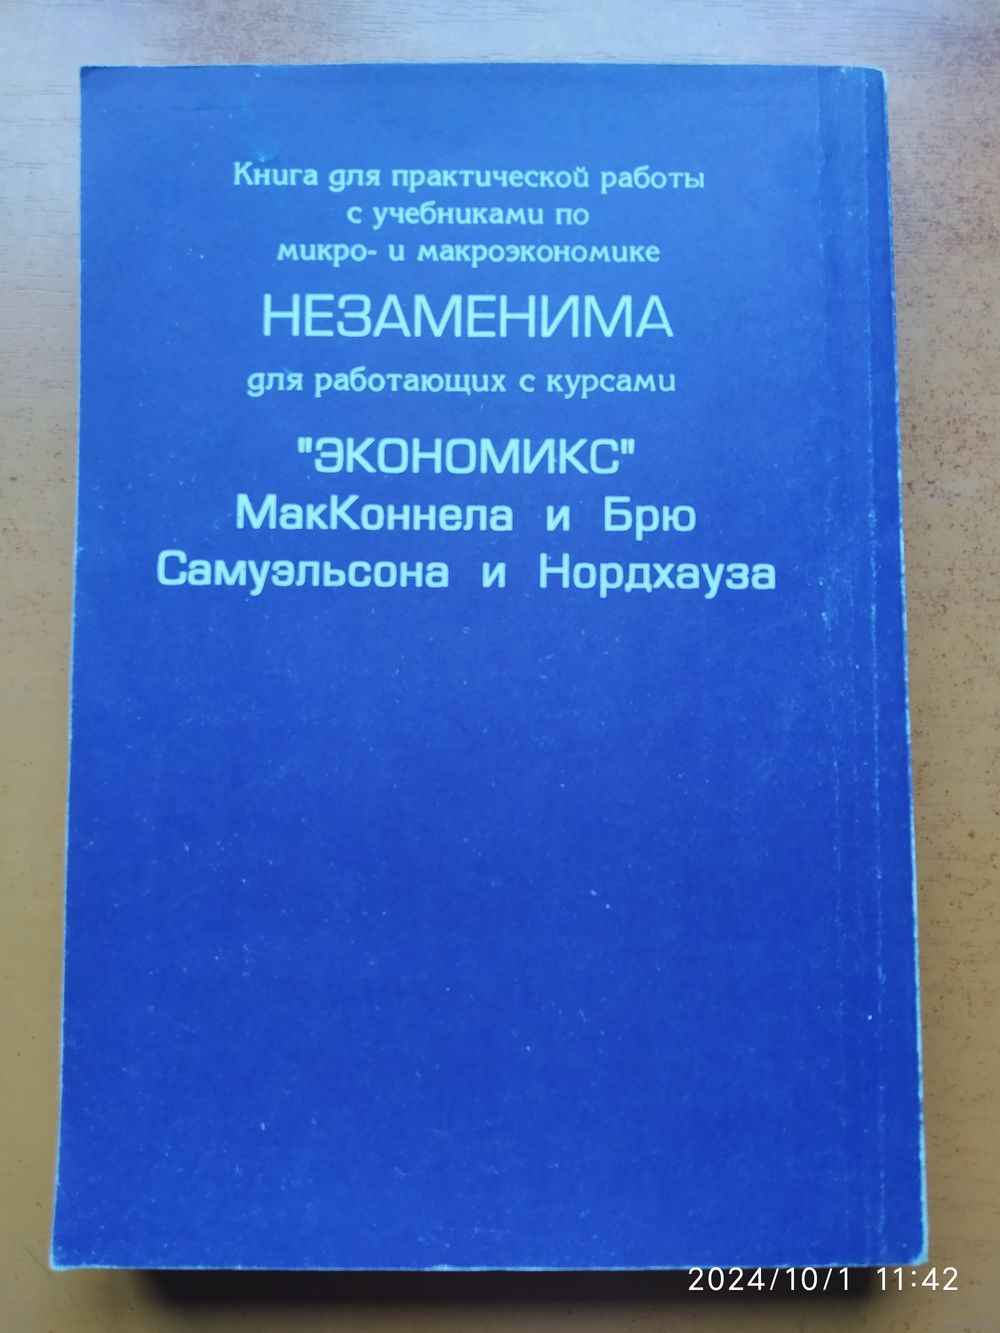 Книга для практической работы
с учебниками по
микро- и макроэкономике
НЕЗАМЕНИМА
для работающих с курсами
"ЭКОНОМИКС"
МакКоннела и Брю
Самуэльсона и Нордхауза
2024/10/1 11:42